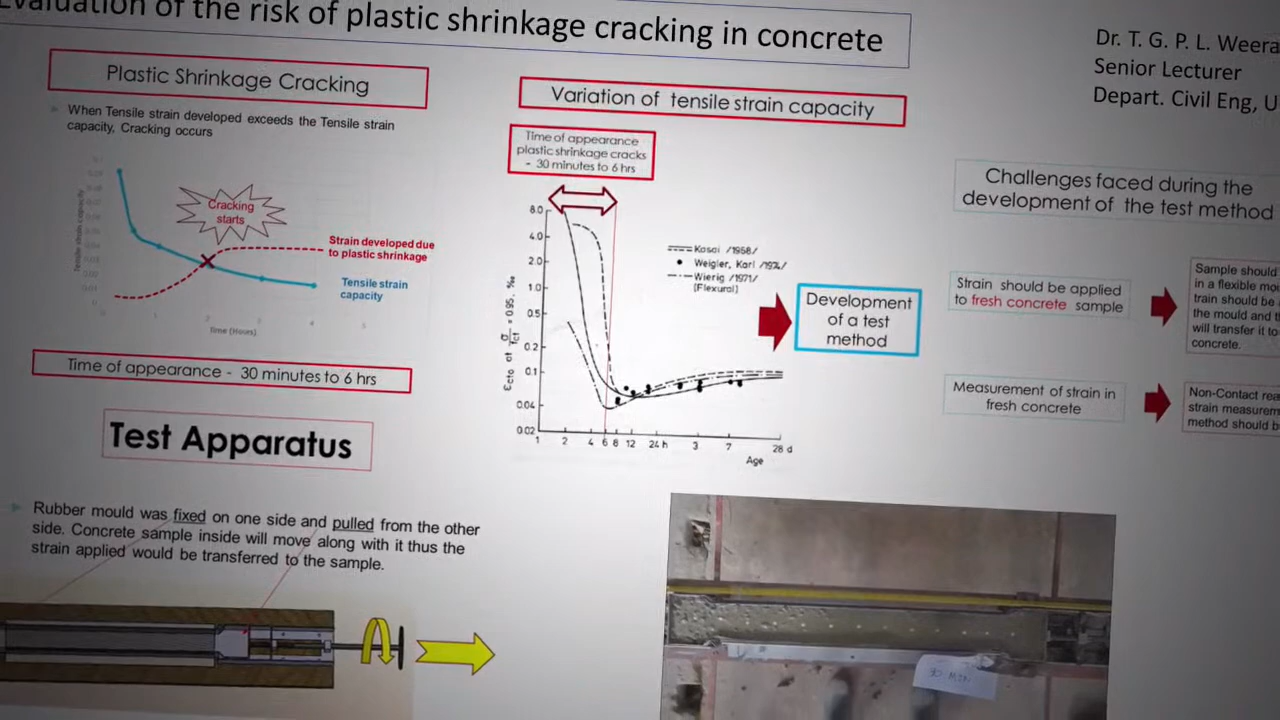 Evaluation of the risk of plastic shrinkage cracking in concrete
Dr. T. G. P. L. Weera
Senior Lecturer
Depart. Civil Eng, U
Plastic Shrinkage Cracking
When Tensile strain developed exceeds the Tensile strain
capacity, Cracking occurs
Tensile strain capacity
Cracking
starts
Strain developed due
to plastic shrinkage
Tensile strain
capacity
Time (Hours)
Time of appearance - 30 minutes to 6 hrs
Variation of tensile strain capacity
Time of appearance
plastic shrinkage cracks
- 30 minutes to 6 hrs
8.0
4.0
2.0
1.0
0.5
0.2
0.1
0.04
0.02
1 2 4 6 8 12 24 h 3 7 28 d
Age
Kasai /1968/
Weigler, Karl /1974/
Wierig /1971/
[Flexural]
Development
of a test
method
Challenges faced during the
development of the test method
Strain should be applied
to fresh concrete sample
Sample should
in a flexible mou
train should be
the mould and t
will transfer it to
concrete.
Measurement of strain in
fresh concrete
Non-Contact rea
strain measurem
method should b
Test Apparatus
Rubber mould was fixed on one side and pulled from the other
side. Concrete sample inside will move along with it thus the
strain applied would be transferred to the sample.
30 MIN